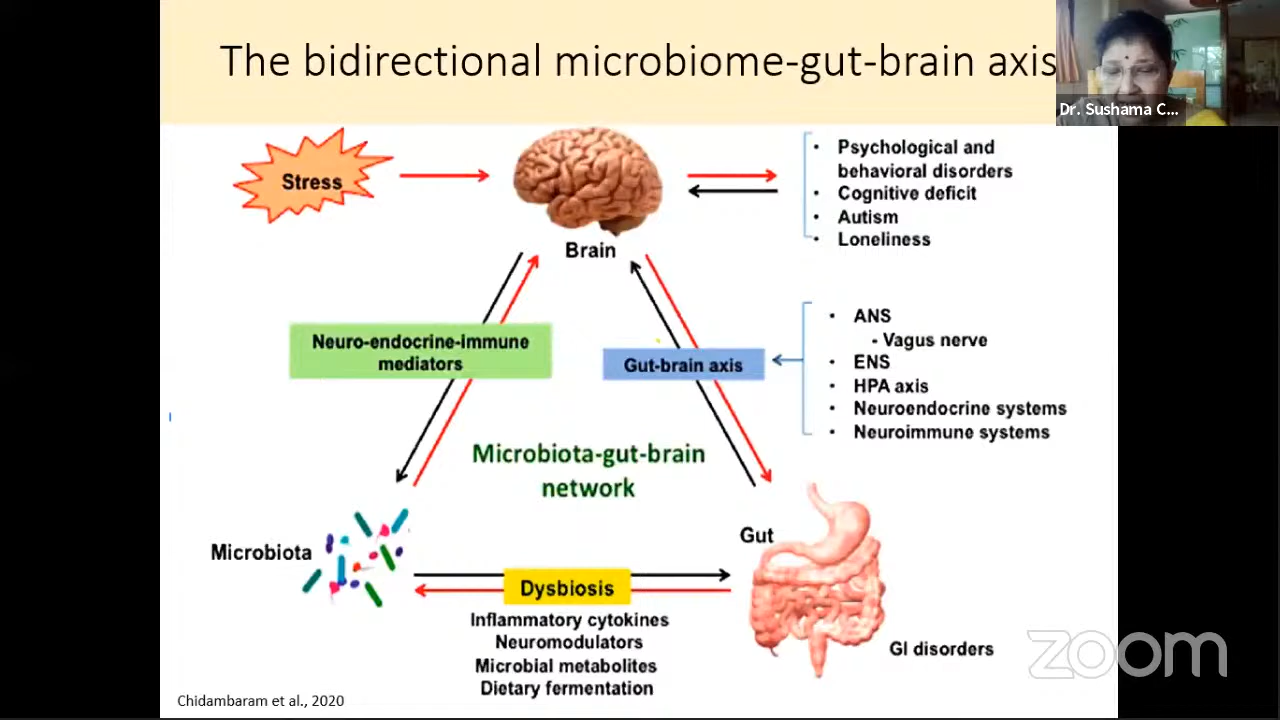 The bidirectional microbiome-gut-brain axis
Dr. Sushama C...
Stress
Brain
• Psychological and
behavioral disorders
• Cognitive deficit
• Autism
• Loneliness
Neuro-endocrine-immune
mediators
Gut-brain axis
• ANS
- Vagus nerve
• ENS
• HPA axis
• Neuroendocrine systems
• Neuroimmune systems
Microbiota-gut-brain
network
Microbiota
Gut
Dysbiosis
Inflammatory cytokines
Neuromodulators
Microbial metabolites
Dietary fermentation
GI disorders
zoom
Chidambaram et al., 2020